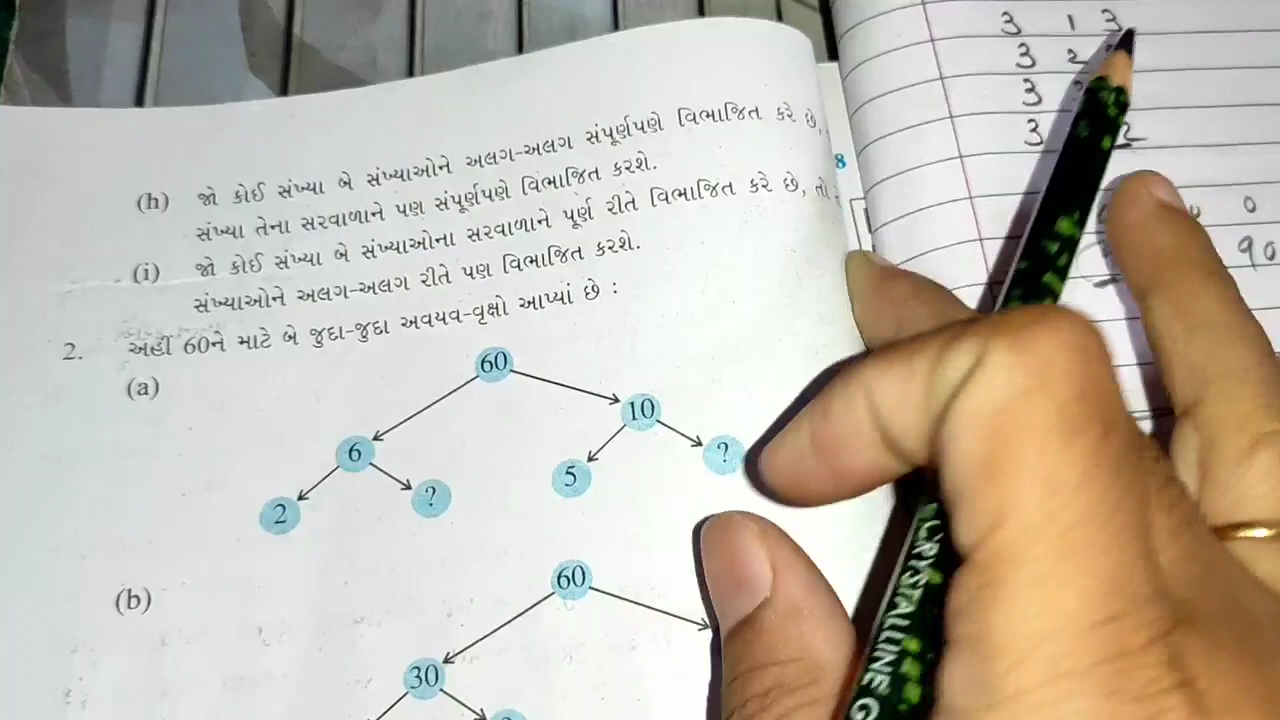 (h) જો કોઈ સંખ્યા બે સંખ્યાઓને અલગ-અલગ સંપૂર્ણપણે વિભાજિત કરે છે,
સંખ્યા તેના સરવાળાને પણ સંપૂર્ણપણે વિભાજિત કરશે.
(i) જો કોઈ સંખ્યા બે સંખ્યાઓના સરવાળાને પૂર્ણ રીતે વિભાજિત કરે છે, તો
સંખ્યાઓને અલગ-અલગ રીતે પણ વિભાજિત કરશે.
2. અહીં 60ને માટે બે જુદા-જુદા અવયવ-વૃક્ષો આપ્યાં છે :
(a)
60
6 10
2 ? 5 ?
(b)
60
30
8
3 1 3
3 2
3
3 2
0
90
CRYSTALLINE